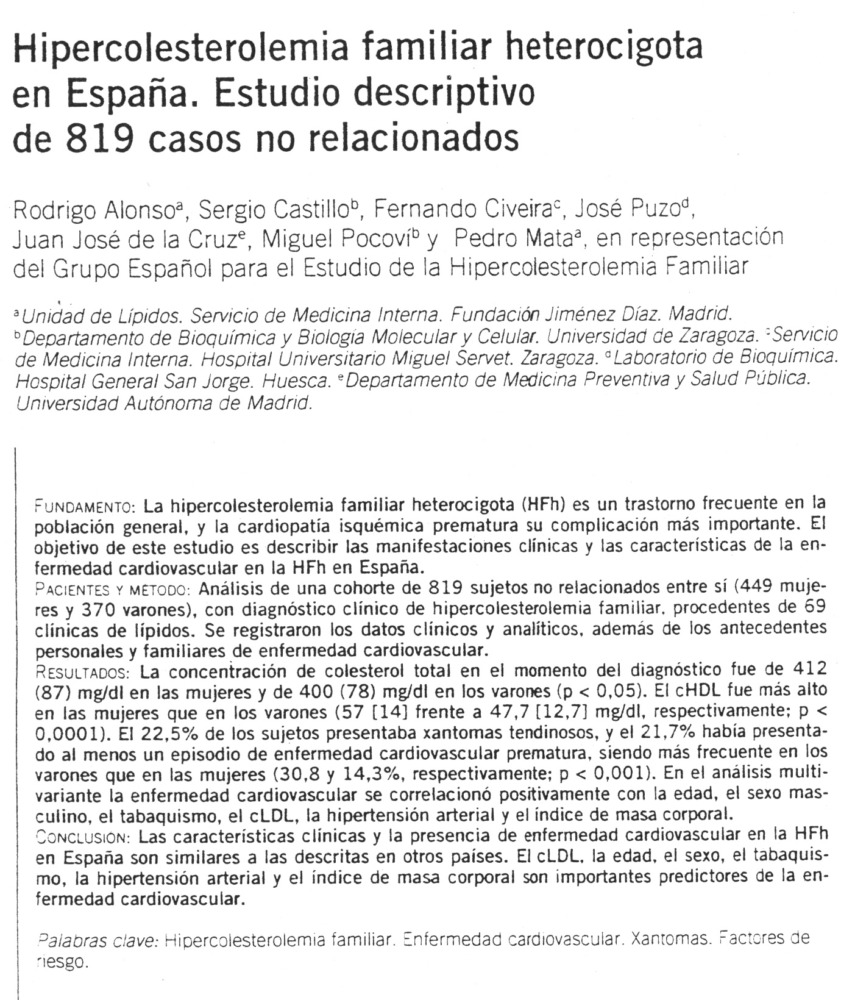 Hipercolesterolemia familiar heterocigota
en España. Estudio descriptivo
de 819 casos no relacionados
Rodrigo Alonsoª, Sergio Castilloᵇ, Fernando Civeiraᶜ, José Puzoᵈ,
Juan José de la Cruzᵉ, Miguel Pocovíᵇ y Pedro Mataª, en representación
del Grupo Español para el Estudio de la Hipercolesterolemia Familiar
ªUnidad de Lípidos. Servicio de Medicina Interna. Fundación Jiménez Díaz. Madrid.
ᵇDepartamento de Bioquímica y Biología Molecular y Celular. Universidad de Zaragoza. ᶜServicio
de Medicina Interna. Hospital Universitario Miguel Servet. Zaragoza. ᵈLaboratorio de Bioquímica.
Hospital General San Jorge. Huesca. ᵉDepartamento de Medicina Preventiva y Salud Pública.
Universidad Autónoma de Madrid.
FUNDAMENTO: La hipercolesterolemia familiar heterocigota (HFh) es un trastorno frecuente en la
población general, y la cardiopatía isquémica prematura su complicación más importante. El
objetivo de este estudio es describir las manifestaciones clínicas y las características de la en-
fermedad cardiovascular en la HFh en España.
PACIENTES Y MÉTODO: Análisis de una cohorte de 819 sujetos no relacionados entre sí (449 muje-
res y 370 varones), con diagnóstico clínico de hipercolesterolemia familiar, procedentes de 69
clínicas de lípidos. Se registraron los datos clínicos y analíticos, además de los antecedentes
personales y familiares de enfermedad cardiovascular.
RESULTADOS: La concentración de colesterol total en el momento del diagnóstico fue de 412
(87) mg/dl en las mujeres y de 400 (78) mg/dl en los varones (p < 0,05). El cHDL fue más alto
en las mujeres que en los varones (57 [14] frente a 47,7 [12,7] mg/dl, respectivamente; p <
0,0001). El 22,5% de los sujetos presentaba xantomas tendinosos, y el 21,7% había presenta-
do al menos un episodio de enfermedad cardiovascular prematura, siendo más frecuente en los
varones que en las mujeres (30,8 y 14,3%, respectivamente; p < 0,001). En el análisis multi-
variante la enfermedad cardiovascular se correlacionó positivamente con la edad, el sexo mas-
culino, el tabaquismo, el cLDL, la hipertensión arterial y el índice de masa corporal.
CONCLUSIÓN: Las características clínicas y la presencia de enfermedad cardiovascular en la HFh
en España son similares a las descritas en otros países. El cLDL, la edad, el sexo, el tabaquis-
mo, la hipertensión arterial y el índice de masa corporal son importantes predictores de la en-
fermedad cardiovascular.
Palabras clave: Hipercolesterolemia familiar. Enfermedad cardiovascular. Xantomas. Factores de
riesgo.